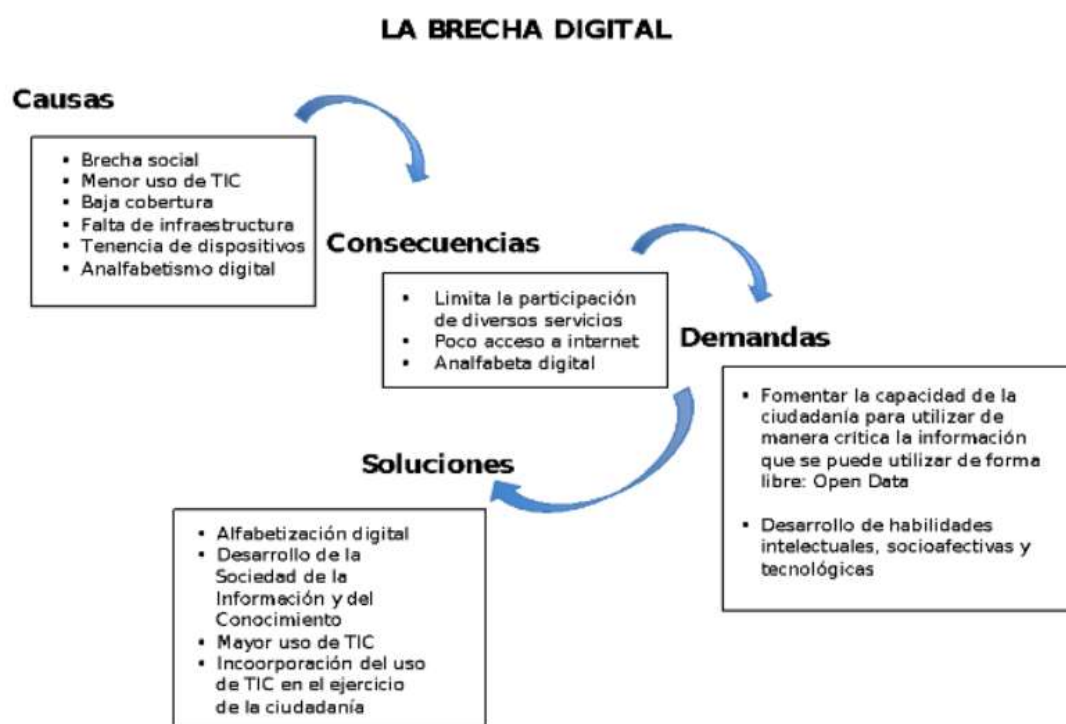 LA BRECHA DIGITAL
Causas
▪ Brecha social
▪ Menor uso de TIC
▪ Baja cobertura
▪ Falta de infraestructura
▪ Tenencia de dispositivos
▪ Analfabetismo digital
Consecuencias
▪ Limita la participación
de diversos servicios
▪ Poco acceso a internet
▪ Analfabeta digital
Demandas
▪ Fomentar la capacidad de la
ciudadanía para utilizar de
manera crítica la información
que se puede utilizar de forma
libre: Open Data
▪ Desarrollo de habilidades
intelectuales, socioafectivas y
tecnológicas
Soluciones
▪ Alfabetización digital
▪ Desarrollo de la
Sociedad de la
Información y del
Conocimiento
▪ Mayor uso de TIC
▪ Incoorporación del uso
de TIC en el ejercicio
de la ciudadanía